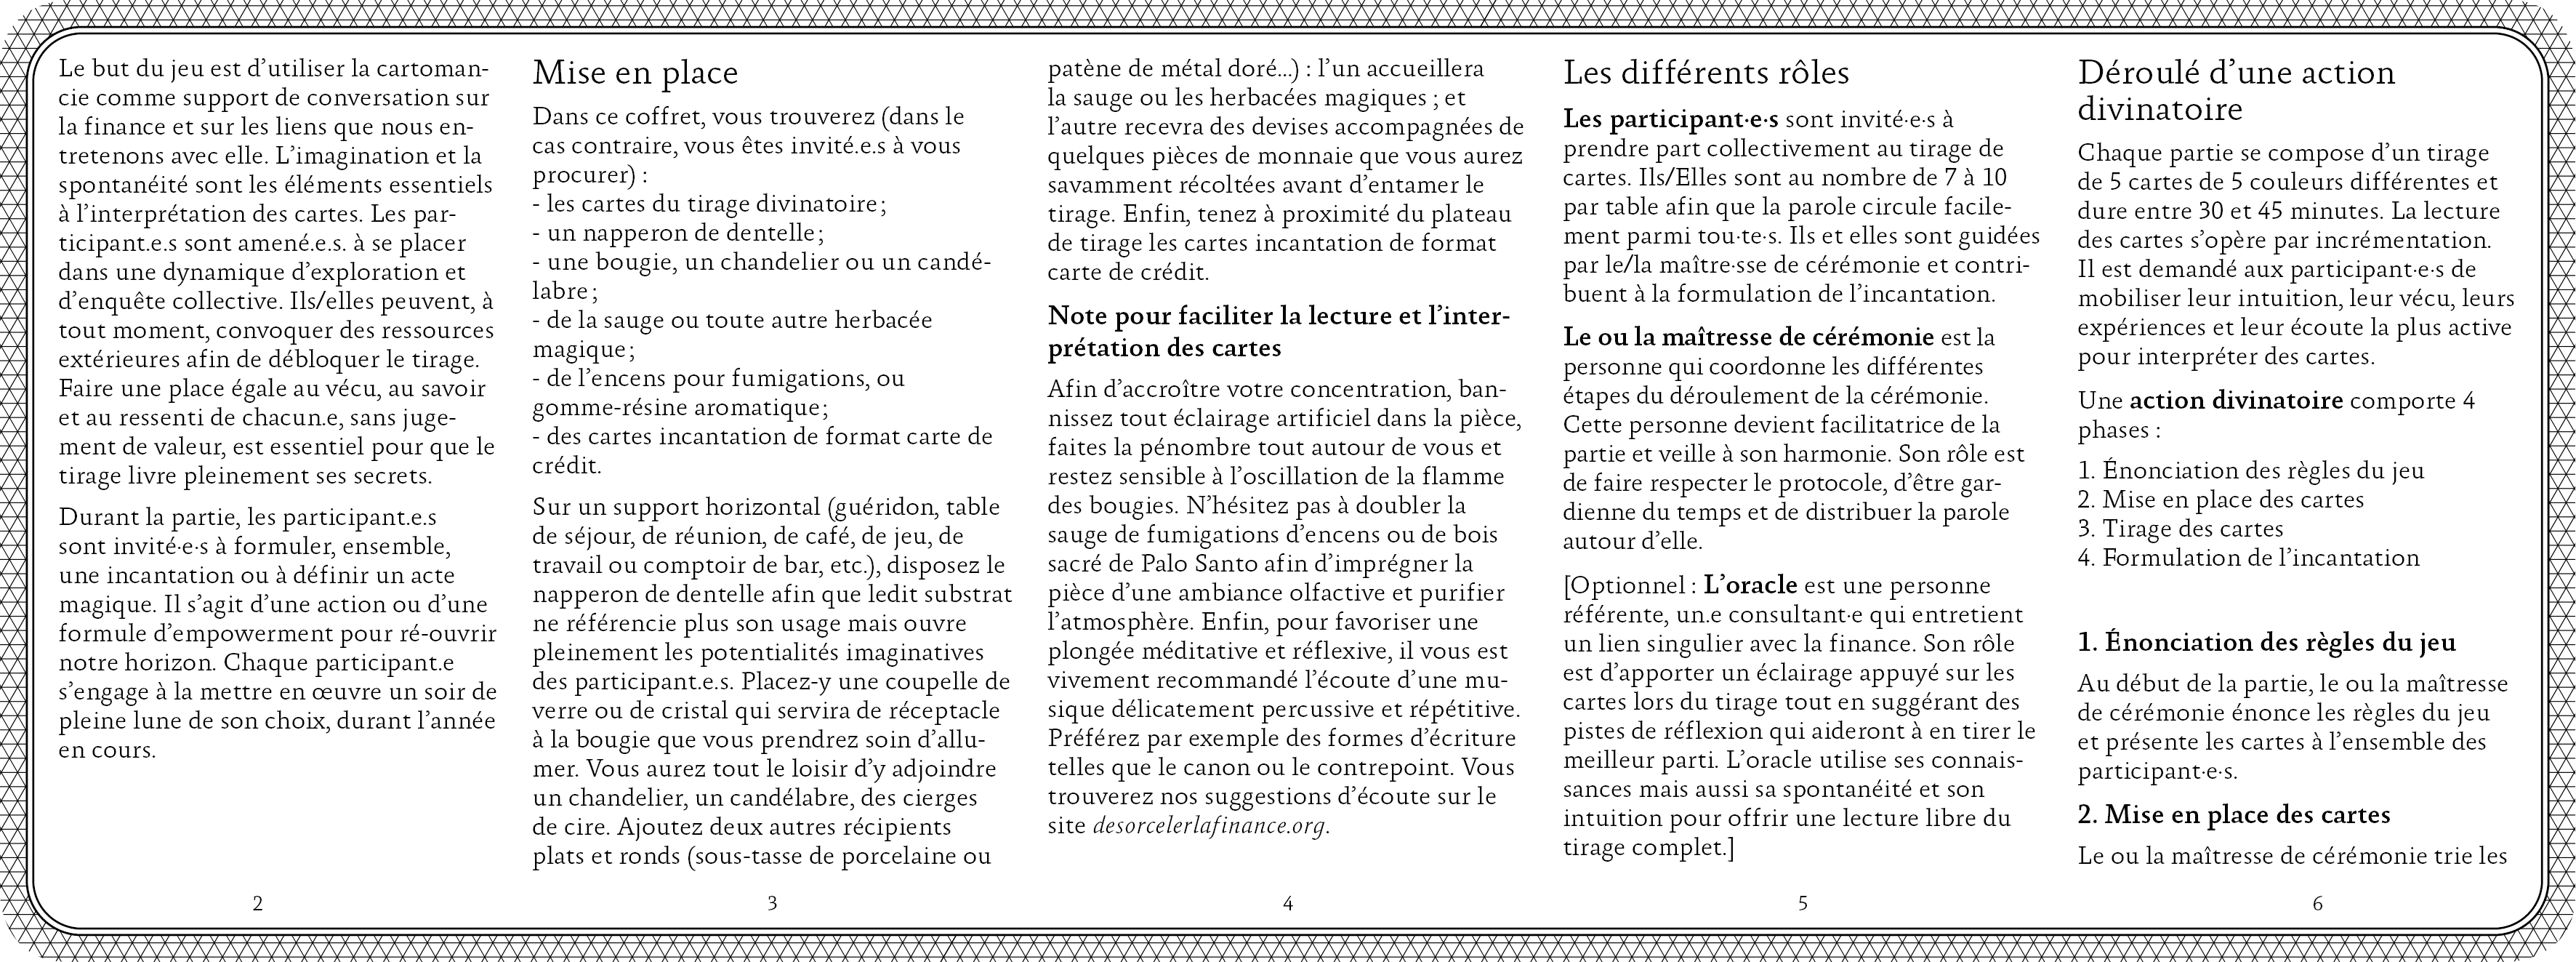 Le but du jeu est d’utiliser la cartoman-
cie comme support de conversation sur
la finance et sur les liens que nous en-
tretenons avec elle. L’imagination et la
spontanéité sont les éléments essentiels
à l’interprétation des cartes. Les par-
ticipant.e.s sont amené.e.s. à se placer
dans une dynamique d’exploration et
d’enquête collective. Ils/elles peuvent, à
tout moment, convoquer des ressources
extérieures afin de débloquer le tirage.
Faire une place égale au vécu, au savoir
et au ressenti de chacun.e, sans juge-
ment de valeur, est essentiel pour que le
tirage livre pleinement ses secrets.
Durant la partie, les participant.e.s
sont invité·e·s à formuler, ensemble,
une incantation ou à définir un acte
magique. Il s’agit d’une action ou d’une
formule d’empowerment pour ré-ouvrir
notre horizon. Chaque participant.e
s’engage à la mettre en œuvre un soir de
pleine lune de son choix, durant l’année
en cours.
2
Mise en place
Dans ce coffret, vous trouverez (dans le
cas contraire, vous êtes invité.e.s à vous
procurer) :
- les cartes du tirage divinatoire;
- un napperon de dentelle;
- une bougie, un chandelier ou un candé-
labre;
- de la sauge ou toute autre herbacée
magique;
- de l’encens pour fumigations, ou
gomme-résine aromatique;
- des cartes incantation de format carte de
crédit.
Sur un support horizontal (guéridon, table
de séjour, de réunion, de café, de jeu, de
travail ou comptoir de bar, etc.), disposez le
napperon de dentelle afin que ledit substrat
ne référencie plus son usage mais ouvre
pleinement les potentialités imaginatives
des participant.e.s. Placez-y une coupelle de
verre ou de cristal qui servira de réceptacle
à la bougie que vous prendrez soin d’allu-
mer. Vous aurez tout le loisir d’y adjoindre
un chandelier, un candélabre, des cierges
de cire. Ajoutez deux autres récipients
plats et ronds (sous-tasse de porcelaine ou
3
patène de métal doré...) : l’un accueillera
la sauge ou les herbacées magiques ; et
l’autre recevra des devises accompagnées de
quelques pièces de monnaie que vous aurez
savamment récoltées avant d’entamer le
tirage. Enfin, tenez à proximité du plateau
de tirage les cartes incantation de format
carte de crédit.
Note pour faciliter la lecture et l’inter-
prétation des cartes
Afin d’accroître votre concentration, ban-
nissez tout éclairage artificiel dans la pièce,
faites la pénombre tout autour de vous et
restez sensible à l’oscillation de la flamme
des bougies. N’hésitez pas à doubler la
sauge de fumigations d’encens ou de bois
sacré de Palo Santo afin d’imprégner la
pièce d’une ambiance olfactive et purifier
l’atmosphère. Enfin, pour favoriser une
plongée méditative et réflexive, il vous est
vivement recommandé l’écoute d’une mu-
sique délicatement percussive et répétitive.
Préférez par exemple des formes d’écriture
telles que le canon ou le contrepoint. Vous
trouverez nos suggestions d’écoute sur le
site desorcelerlafinance.org.
4
Les différents rôles
Les participant·e·s sont invité·e·s à
prendre part collectivement au tirage de
cartes. Ils/Elles sont au nombre de 7 à 10
par table afin que la parole circule facile-
ment parmi tou·te·s. Ils et elles sont guidées
par le/la maître·sse de cérémonie et contri-
buent à la formulation de l’incantation.
Le ou la maîtresse de cérémonie est la
personne qui coordonne les différentes
étapes du déroulement de la cérémonie.
Cette personne devient facilitatrice de la
partie et veille à son harmonie. Son rôle est
de faire respecter le protocole, d’être gar-
dienne du temps et de distribuer la parole
autour d’elle.
[Optionnel : L’oracle est une personne
référente, un.e consultant·e qui entretient
un lien singulier avec la finance. Son rôle
est d’apporter un éclairage appuyé sur les
cartes lors du tirage tout en suggérant des
pistes de réflexion qui aideront à en tirer le
meilleur parti. L’oracle utilise ses connais-
sances mais aussi sa spontanéité et son
intuition pour offrir une lecture libre du
tirage complet.]
5
Déroulé d’une action
divinatoire
Chaque partie se compose d’un tirage
de 5 cartes de 5 couleurs différentes et
dure entre 30 et 45 minutes. La lecture
des cartes s’opère par incrémentation.
Il est demandé aux participant·e·s de
mobiliser leur intuition, leur vécu, leurs
expériences et leur écoute la plus active
pour interpréter des cartes.
Une action divinatoire comporte 4
phases :
1. Énonciation des règles du jeu
2. Mise en place des cartes
3. Tirage des cartes
4. Formulation de l’incantation
1. Énonciation des règles du jeu
Au début de la partie, le ou la maîtresse
de cérémonie énonce les règles du jeu
et présente les cartes à l’ensemble des
participant·e·s.
2. Mise en place des cartes
Le ou la maîtresse de cérémonie trie les
6